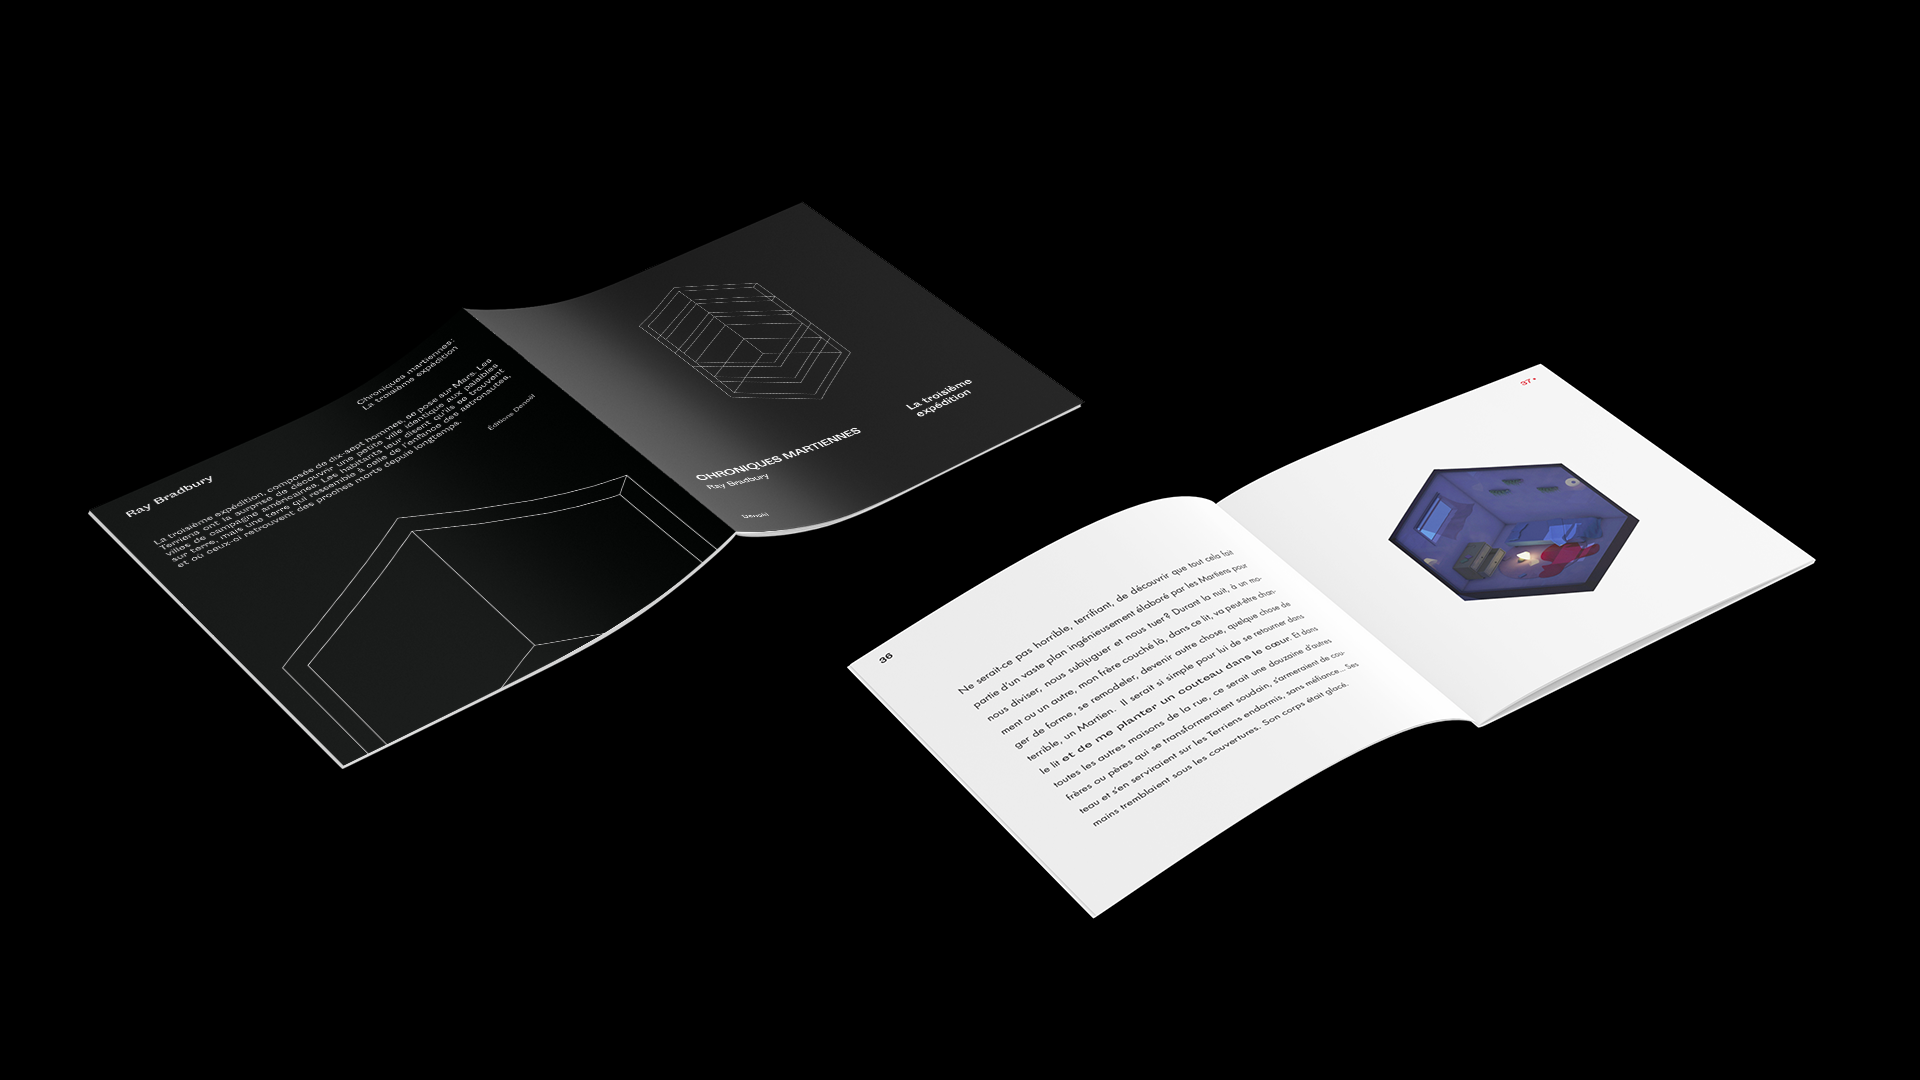 Ray Bradbury
Chroniques martiennes:
La troisième expédition
La troisième expédition, composée de dix-sept hommes, se pose sur Mars. Les
Terriens ont la surprise de découvrir une petite ville identique aux paisibles
villes de campagne américaines. Les habitants leur disent qu'ils se trouvent
sur terre, mais une terre qui ressemble à celle de l'enfance des astronautes,
et où ceux-ci retrouvent des proches morts depuis longtemps.
Éditions Denoël
La troisième
expédition
CHRONIQUES MARTIENNES
Ray Bradbury
Denoël
36
Ne serait-ce pas horrible, terrifiant, de découvrir que tout cela fait
partie d'un vaste plan ingénieusement élaboré par les Martiens pour
nous diviser, nous subjuguer et nous tuer? Durant la nuit, à un mo-
ment ou un autre, mon frère couché là, dans ce lit, va peut-être chan-
ger de forme, se remodeler, devenir autre chose, quelque chose de
terrible, un Martien. Il serait si simple pour lui de se retourner dans
le lit et de me planter un couteau dans le cœur. Et dans
toutes les autres maisons de la rue, ce serait une douzaine d'autres
frères ou pères qui se transformeraient soudain, s'armeraient de cou-
teau et s'en serviraient sur les Terriens endormis, sans méfiance... Ses
mains tremblaient sous les couvertures. Son corps était glacé.
37•